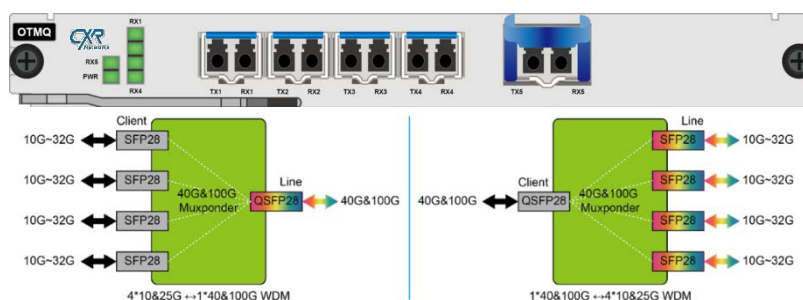 OTMQ
CXR
Networks
RX1
RX5
PWR
RX4
TX1 RX1 TX2 RX2 TX3 RX3 TX4 RX4 TX5 RX5
Client
10G~32G SFP28
10G~32G SFP28
10G~32G SFP28
10G~32G SFP28
40G&100G
Muxponder
Line
QSFP28 40G&100G
4*10&25G ↔1*40&100G WDM
Client
40G&100G QSFP28
40G&100G
Muxponder
Line
SFP28 10G~32G
SFP28 10G~32G
SFP28 10G~32G
SFP28 10G~32G
1*40&100G ↔4*10&25G WDM